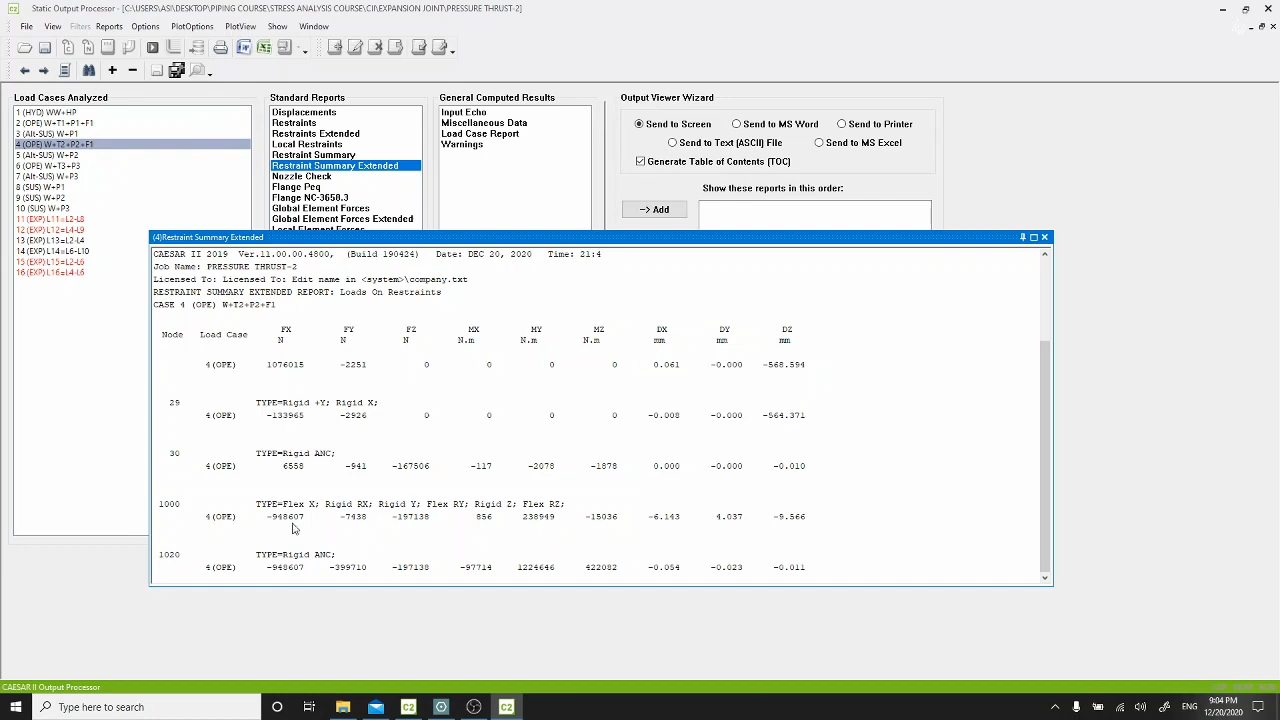 C2 Static Output Processor - [C:\USERS\ASI\DESKTOP\PIPING COURSE\STRESS ANALYSIS COURSE\CII\EXPANSION JOINT\PRESSURE THRUST-2]
File View Filters Reports Options PlotOptions PlotView Show Window
Load Cases Analyzed
1 (HYD) WW+HP
2 (OPE) W+T1+P1+F1
3 (Alt-SUS) W+P1
4 (OPE) W+T2+P2+F1
5 (Alt-SUS) W+P2
6 (OPE) W+T3+P3
7 (Alt-SUS) W+P3
8 (SUS) W+P1
9 (SUS) W+P2
10 (SUS) W+P3
11 (EXP) L11=L2-L8
12 (EXP) L12=L4-L9
13 (EXP) L13=L2-L4
14 (EXP) L14=L6-L10
15 (EXP) L15=L2-L6
16 (EXP) L16=L4-L6
Standard Reports
Displacements
Restraints
Restraints Extended
Local Restraints
Restraint Summary
Restraint Summary Extended
Nozzle Check
Flange Peq
Flange NC-3658.3
Global Element Forces
Global Element Forces Extended
General Computed Results
Input Echo
Miscellaneous Data
Load Case Report
Warnings
Output Viewer Wizard
Send to Screen Send to MS Word Send to Printer
Send to Text (ASCII) File Send to MS Excel
Generate Table of Contents (TOC)
Show these reports in this order:
--> Add
(4)Restraint Summary Extended
CAESAR II 2019 Ver.11.00.00.4800, (Build 190424) Date: DEC 20, 2020 Time: 21:4
Job Name: PRESSURE THRUST-2
Licensed To: Licensed To: Edit name in <system>\company.txt
RESTRAINT SUMMARY EXTENDED REPORT: Loads On Restraints
CASE 4 (OPE) W+T2+P2+F1
Node Load Case FX FY FZ MX MY MZ DX DY DZ
N N N N.m N.m N.m mm mm mm
4(OPE) 1076015 -2251 0 0 0 0 0.061 -0.000 -568.594
29 TYPE=Rigid +Y; Rigid X;
4(OPE) -133965 -2926 0 0 0 0 -0.008 -0.000 -564.371
30 TYPE=Rigid ANC;
4(OPE) 6558 -941 -167506 -117 -2078 -1878 0.000 -0.000 -0.010
1000 TYPE=Flex X; Rigid RX; Rigid Y; Flex RY; Rigid Z; Flex RZ;
4(OPE) -948607 -7438 -197138 856 238949 -15036 -6.143 4.037 -9.566
1020 TYPE=Rigid ANC;
4(OPE) -948607 -399710 -197138 -97714 1224646 422082 -0.054 -0.023 -0.011
CAESAR II Output Processor
Type here to search
ENG
9:04 PM
12/20/2020